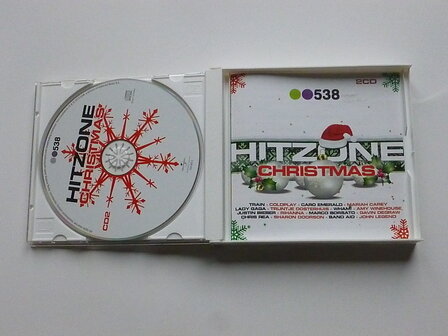 538
HITZONE
CHRISTMAS
CD2
2CD
538
HITZONE
CHRISTMAS
TRAIN · COLDPLAY · CARO EMERALD · MARIAH CAREY
LADY GAGA · TRIJNTJE OOSTERHUIS · WHAM! · AMY WINEHOUSE
JUSTIN BIEBER · RIHANNA · MARCO BORSATO · GAVIN DEGRAW
CHRIS REA · SHARON DOORSON · BAND AID · JOHN LEGEND